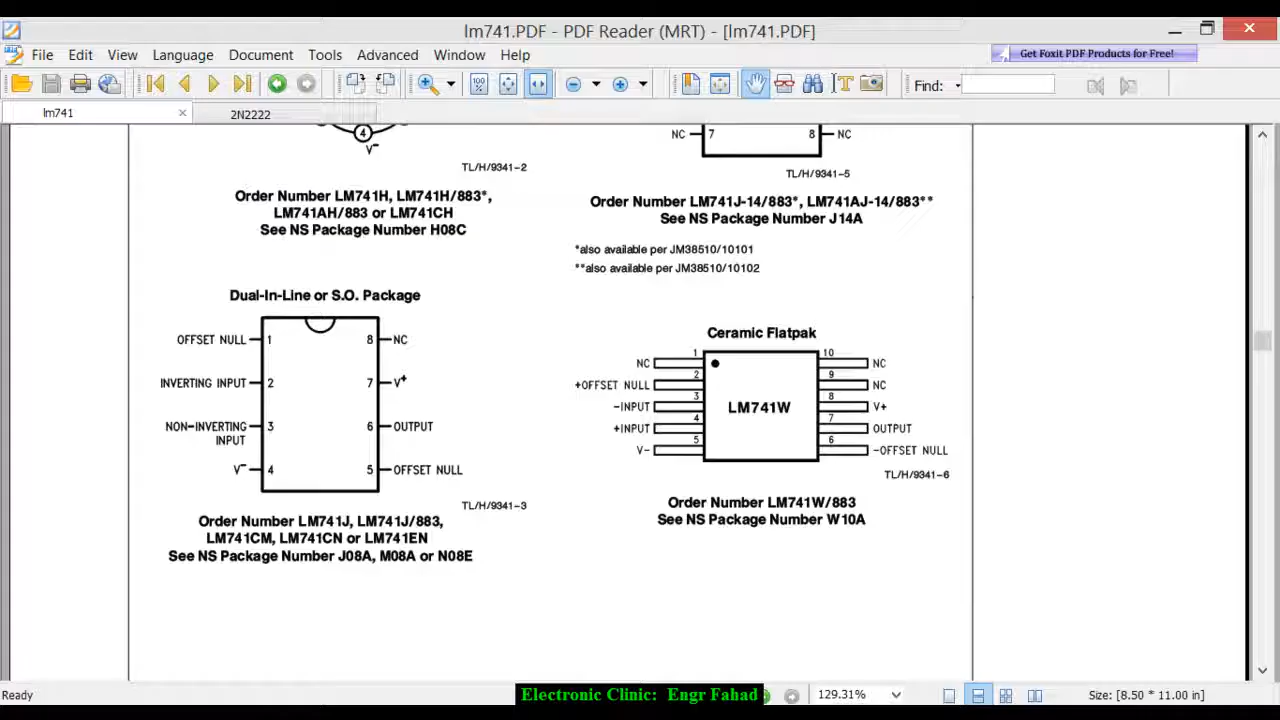 lm741.PDF - PDF Reader (MRT) - [lm741.PDF]
File Edit View Language Document Tools Advanced Window Help
Get Foxit PDF Products for Free!
Find:
lm741
2N2222
4
V-
TL/H/9341-2
Order Number LM741H, LM741H/883*,
LM741AH/883 or LM741CH
See NS Package Number H08C
NC 7 8 NC
TL/H/9341-5
Order Number LM741J-14/883*, LM741AJ-14/883**
See NS Package Number J14A
*also available per JM38510/10101
**also available per JM38510/10102
Dual-In-Line or S.O. Package
OFFSET NULL 1 8 NC
INVERTING INPUT 2 7 V+
NON-INVERTING 3 6 OUTPUT
INPUT
V- 4 5 OFFSET NULL
TL/H/9341-3
Order Number LM741J, LM741J/883,
LM741CM, LM741CN or LM741EN
See NS Package Number J08A, M08A or N08E
Ceramic Flatpak
NC 1 10 NC
+OFFSET NULL 2 9 NC
-INPUT 3 LM741W 8 V+
+INPUT 4 7 OUTPUT
V- 5 6 -OFFSET NULL
TL/H/9341-6
Order Number LM741W/883
See NS Package Number W10A
Ready
Electronic Clinic: Engr Fahad
129.31%
Size: [8.50 * 11.00 in]